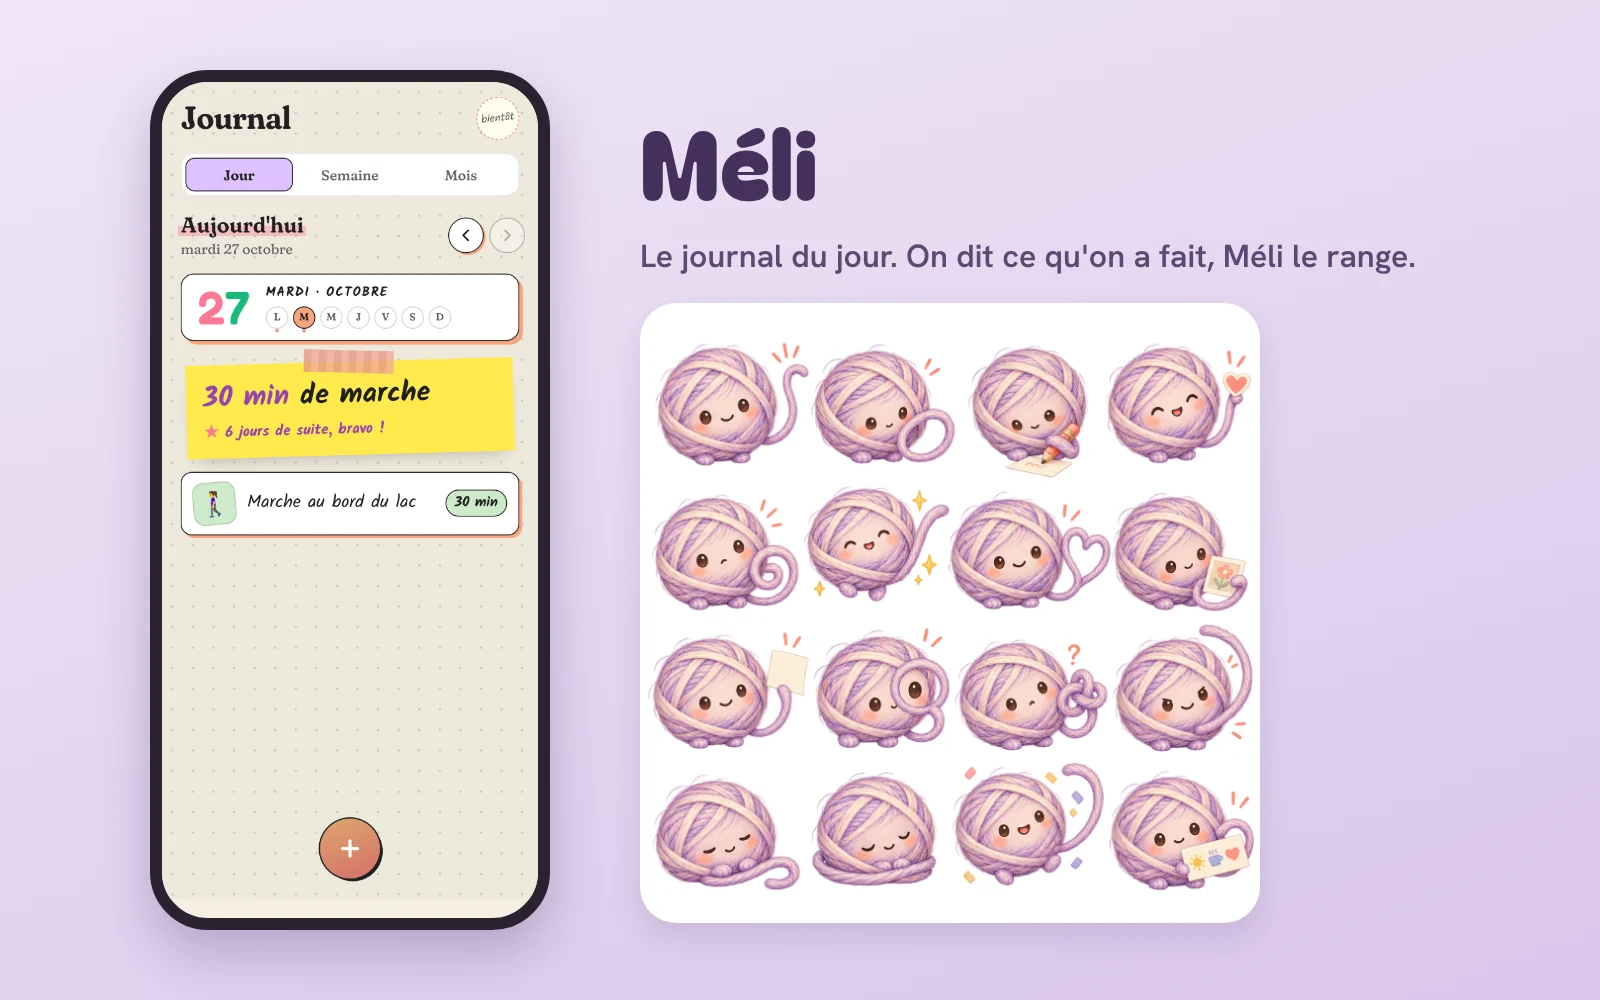 Journal
bientôt
Jour Semaine Mois
Aujourd'hui
mardi 27 octobre
27
MARDI · OCTOBRE
L M M J V S D
30 min de marche
6 jours de suite, bravo !
Marche au bord du lac 30 min
+
Méli
Le journal du jour. On dit ce qu'on a fait, Méli le range.
?